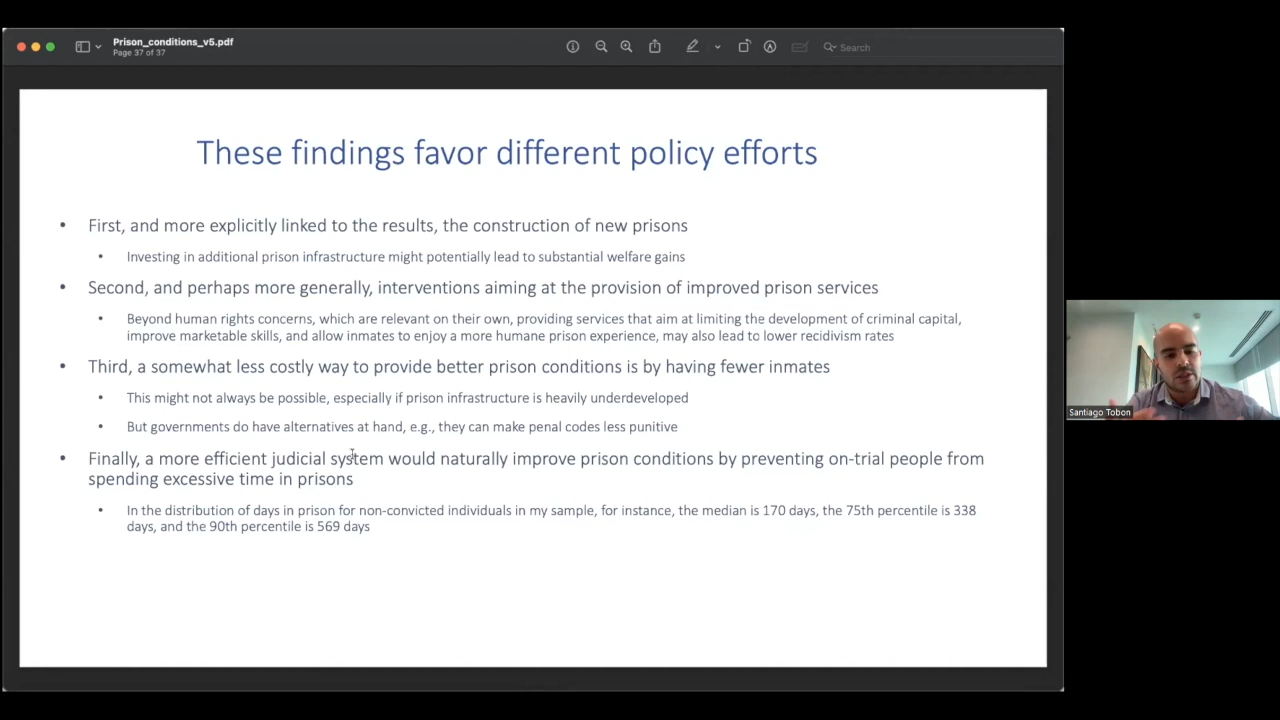 Prison_conditions_v5.pdf
Page 37 of 37
Search
These findings favor different policy efforts
• First, and more explicitly linked to the results, the construction of new prisons
• Investing in additional prison infrastructure might potentially lead to substantial welfare gains
• Second, and perhaps more generally, interventions aiming at the provision of improved prison services
• Beyond human rights concerns, which are relevant on their own, providing services that aim at limiting the development of criminal capital,
improve marketable skills, and allow inmates to enjoy a more humane prison experience, may also lead to lower recidivism rates
• Third, a somewhat less costly way to provide better prison conditions is by having fewer inmates
• This might not always be possible, especially if prison infrastructure is heavily underdeveloped
• But governments do have alternatives at hand, e.g., they can make penal codes less punitive
• Finally, a more efficient judicial system would naturally improve prison conditions by preventing on-trial people from
spending excessive time in prisons
• In the distribution of days in prison for non-convicted individuals in my sample, for instance, the median is 170 days, the 75th percentile is 338
days, and the 90th percentile is 569 days
Santiago Tobon